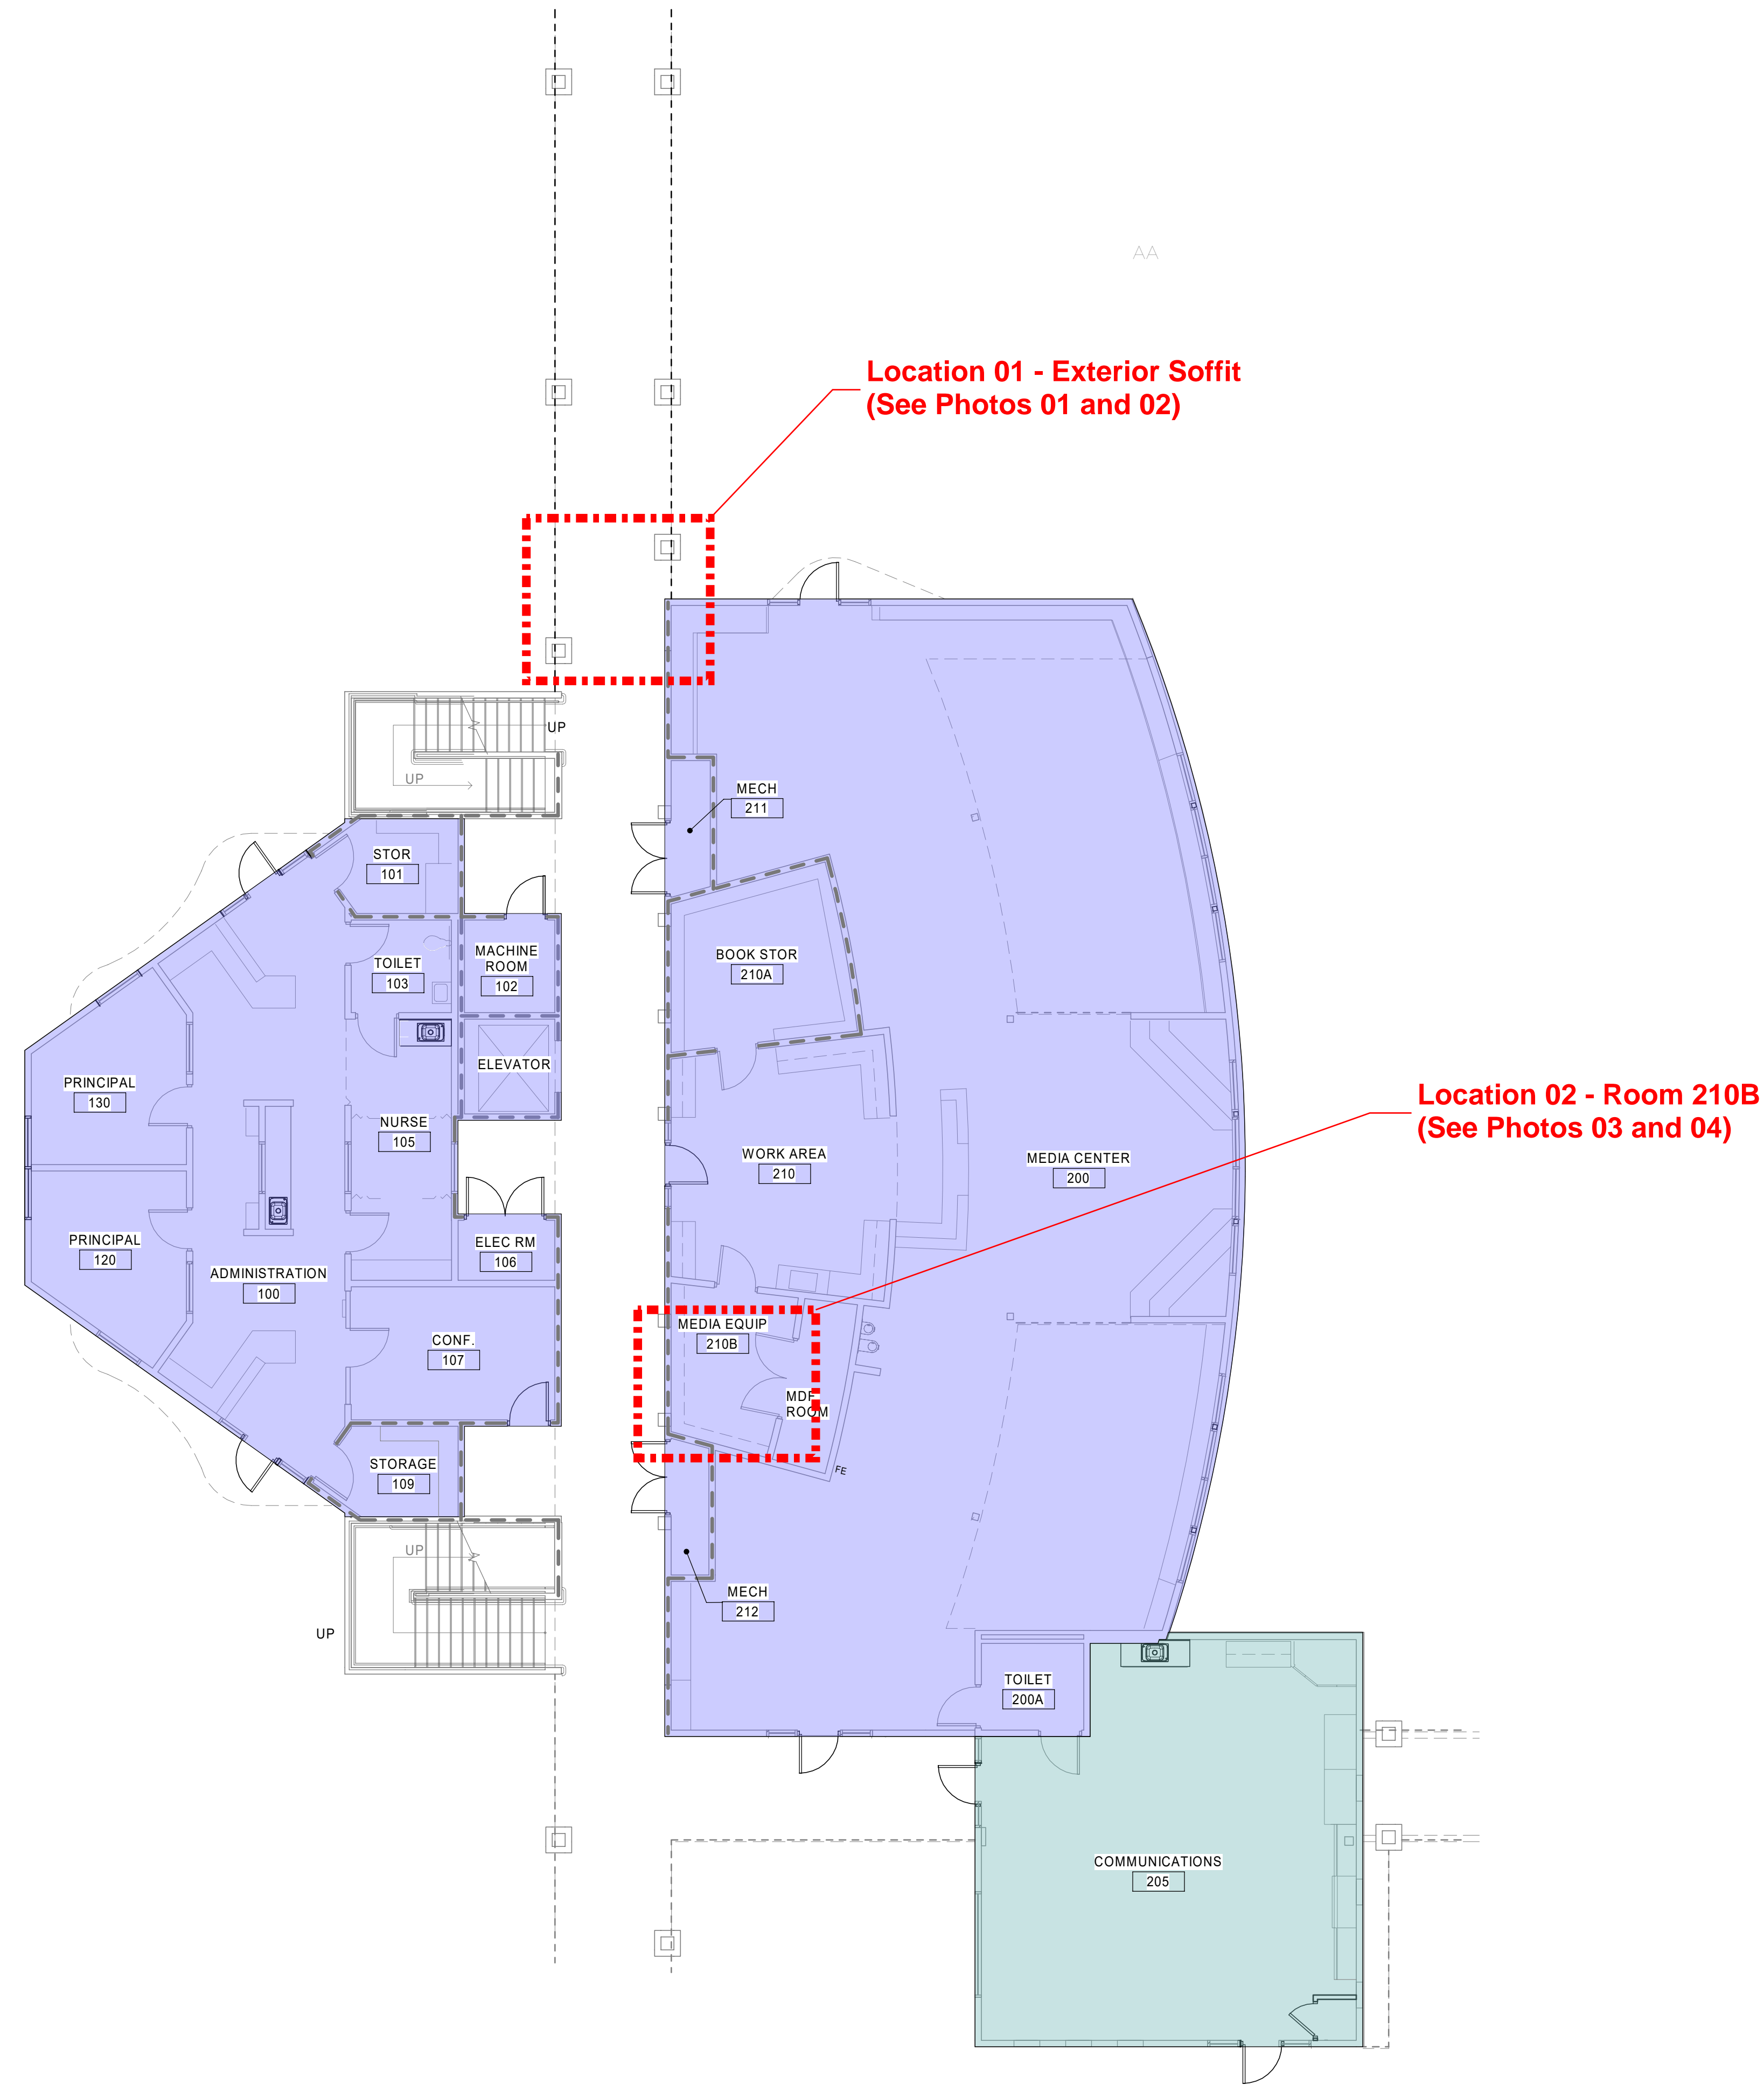 AA
Location 01 - Exterior Soffit
(See Photos 01 and 02)
UP
UP
MECH
211
STOR
101
MACHINE
ROOM
102
TOILET
103
BOOK STOR
210A
ELEVATOR
PRINCIPAL
130
NURSE
105
WORK AREA
210
MEDIA CENTER
200
Location 02 - Room 210B
(See Photos 03 and 04)
PRINCIPAL
120
ELEC RM
106
ADMINISTRATION
100
MEDIA EQUIP
210B
CONF.
107
MDF
ROOM
STORAGE
109
FE
UP
MECH
212
UP
TOILET
200A
COMMUNICATIONS
205